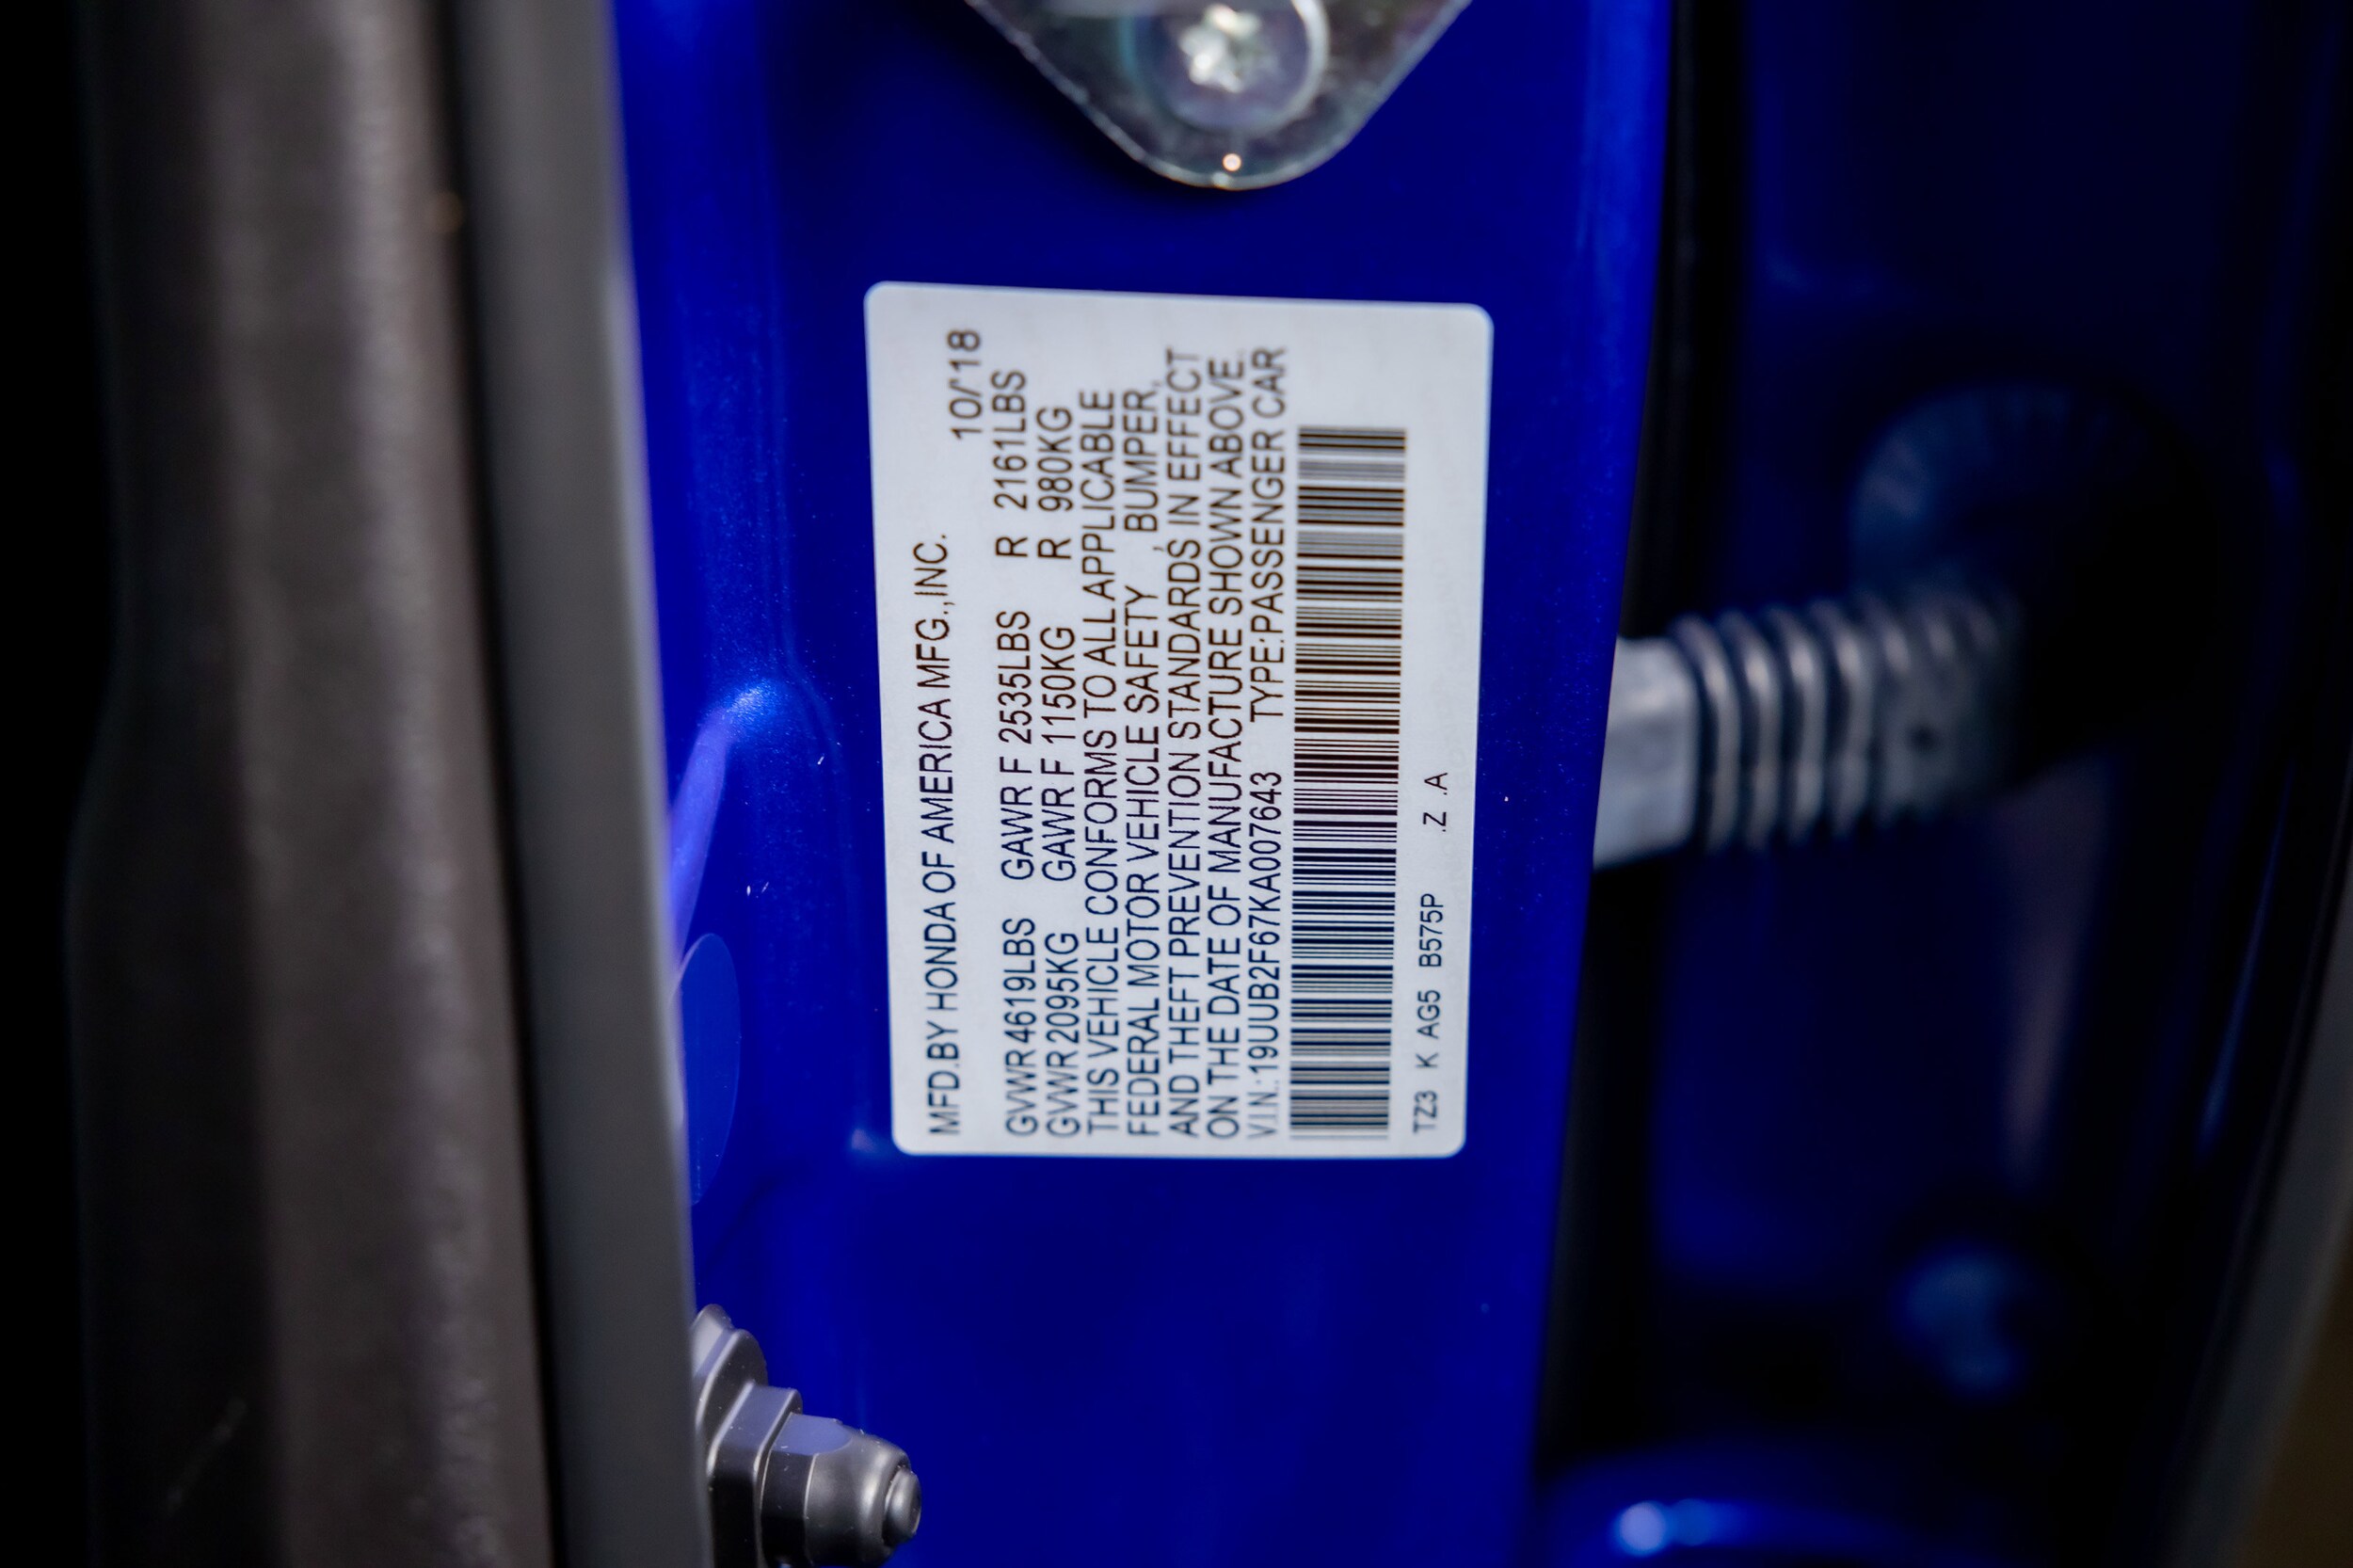 MFD.BY HONDA OF AMERICA MFG.,INC.
10/'18
GVWR 4619LBS GAWR F 2535LBS R 2161LBS
GVWR 2095KG GAWR F 1150KG R 980KG
THIS VEHICLE CONFORMS TO ALL APPLICABLE
FEDERAL MOTOR VEHICLE SAFETY , BUMPER,
AND THEFT PREVENTION STANDARDS IN EFFECT
ON THE DATE OF MANUFACTURE SHOWN ABOVE.
V.I.N.:19UUB2F67KA007643 TYPE:PASSENGER CAR
TZ3 K AG5 B575P .Z .A